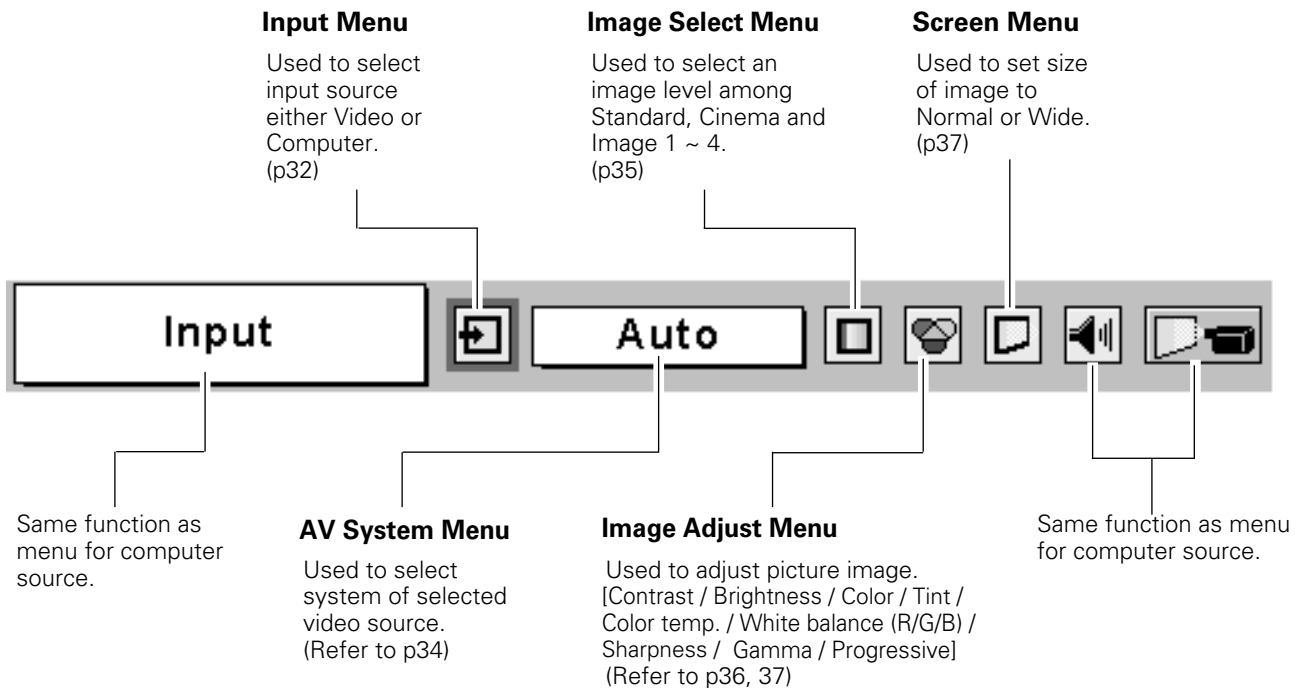 Input Menu
Used to select
input source
either Video or
Computer.
(p32)
Image Select Menu
Used to select an
image level among
Standard, Cinema and
Image 1 ~ 4.
(p35)
Screen Menu
Used to set size
of image to
Normal or Wide.
(p37)
Input
Auto
Same function as
menu for computer
source.
AV System Menu
Used to select
system of selected
video source.
(Refer to p34)
Image Adjust Menu
Used to adjust picture image.
[Contrast / Brightness / Color / Tint /
Color temp. / White balance (R/G/B) /
Sharpness / Gamma / Progressive]
(Refer to p36, 37)
Same function as menu
for computer source.